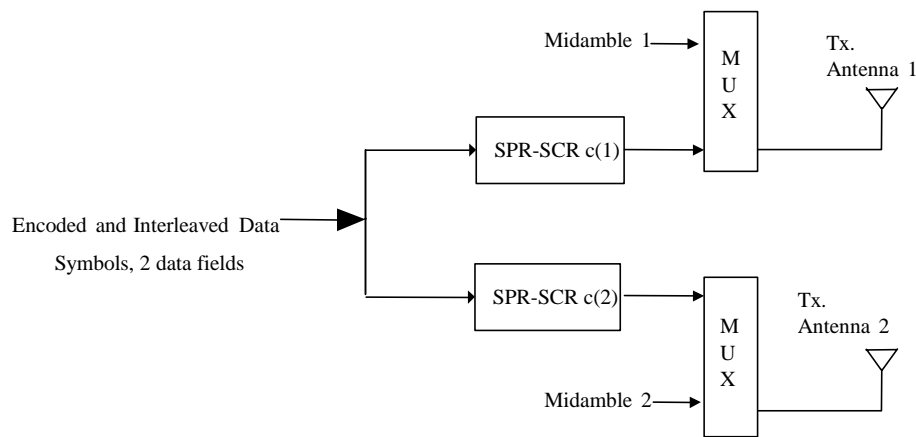 Midamble 1
M
U
X
Tx.
Antenna 1
SPR-SCR c(1)
Encoded and Interleaved Data
Symbols, 2 data fields
SPR-SCR c(2)
M
U
X
Tx.
Antenna 2
Midamble 2